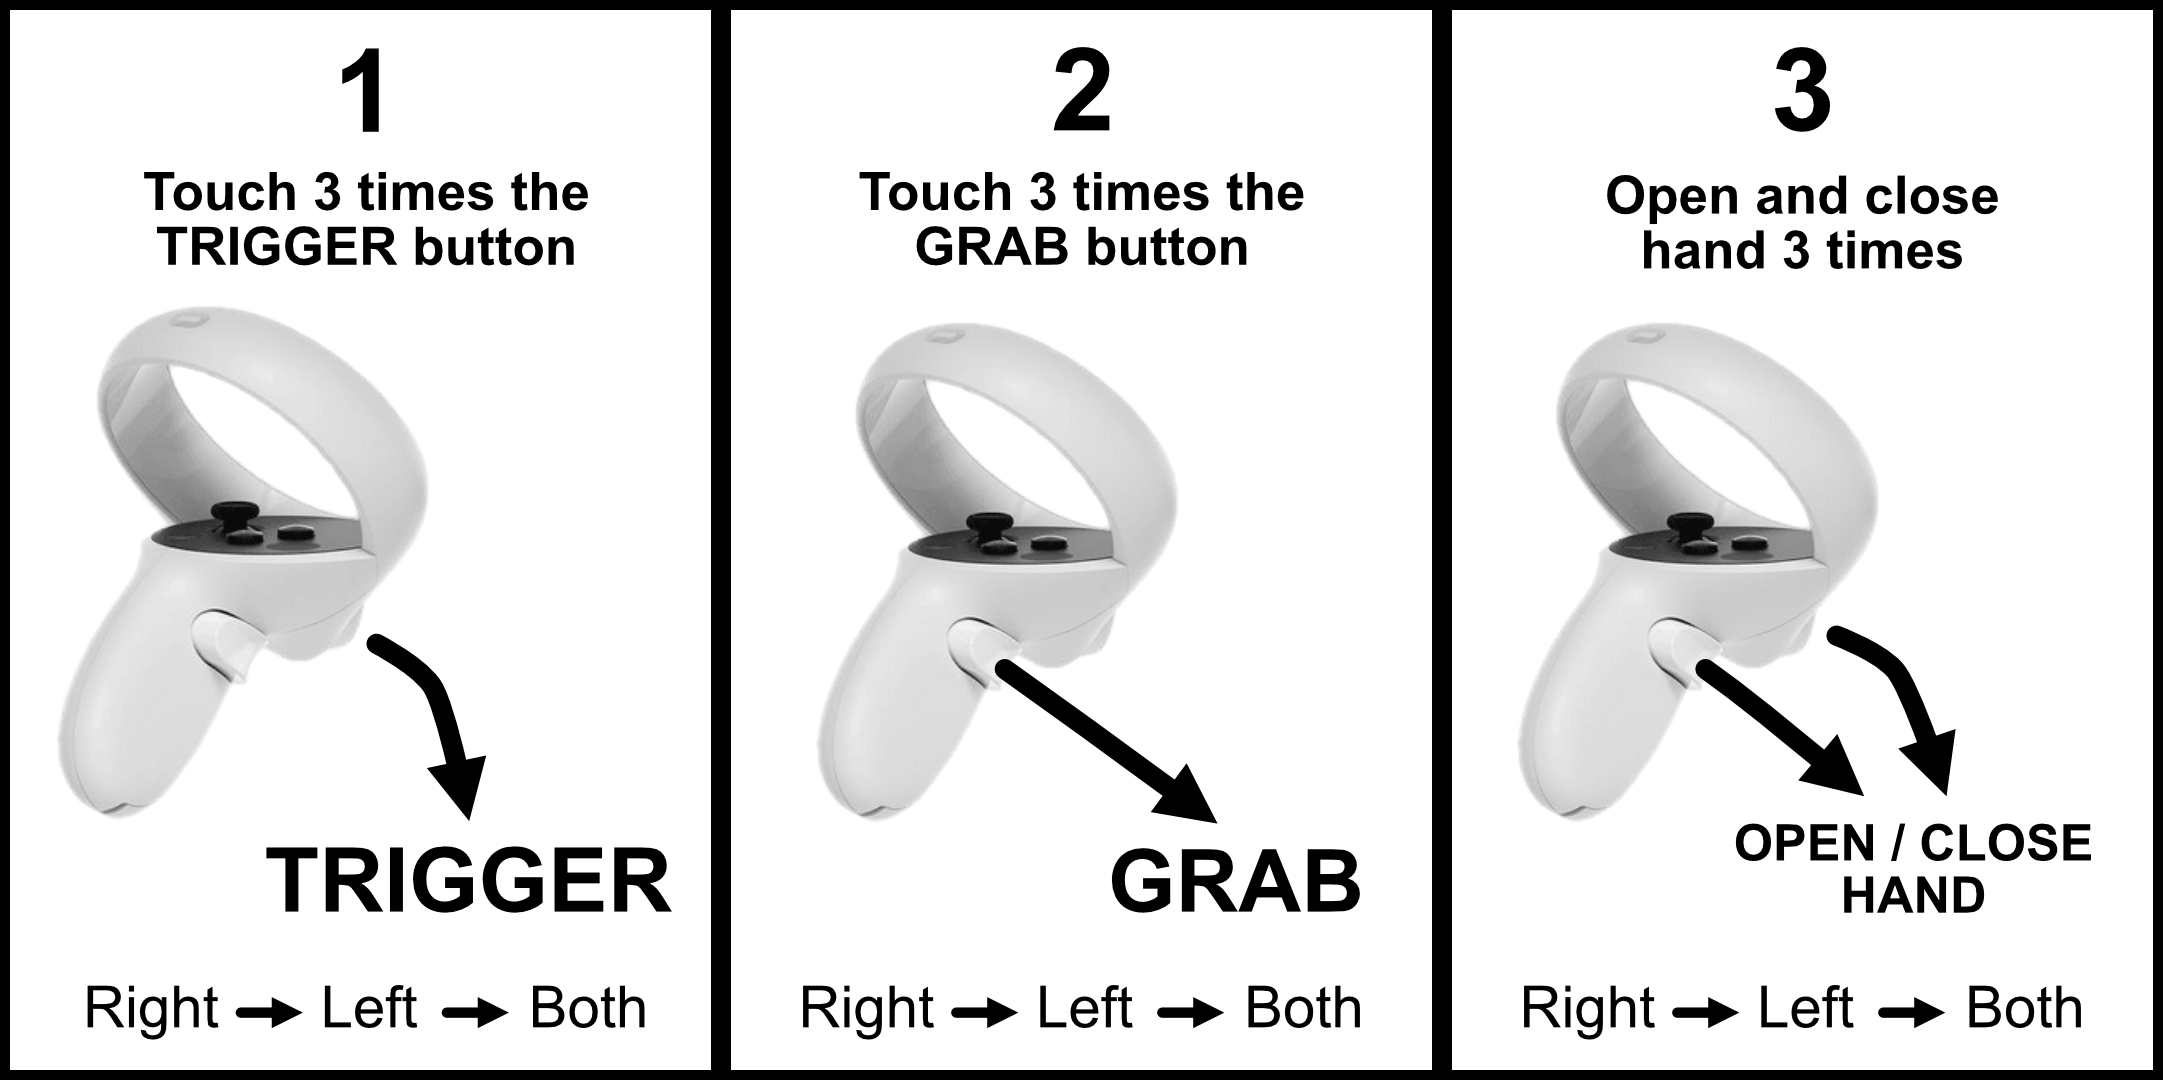 1
Touch 3 times the
TRIGGER button
TRIGGER
Right → Left → Both
2
Touch 3 times the
GRAB button
GRAB
Right → Left → Both
3
Open and close
hand 3 times
OPEN / CLOSE
HAND
Right → Left → Both